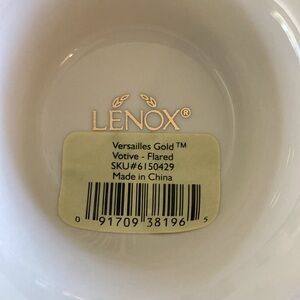 LENOX®
Versailles Gold™
Votive - Flared
SKU#6150429
Made in China
0 91709 38196 5